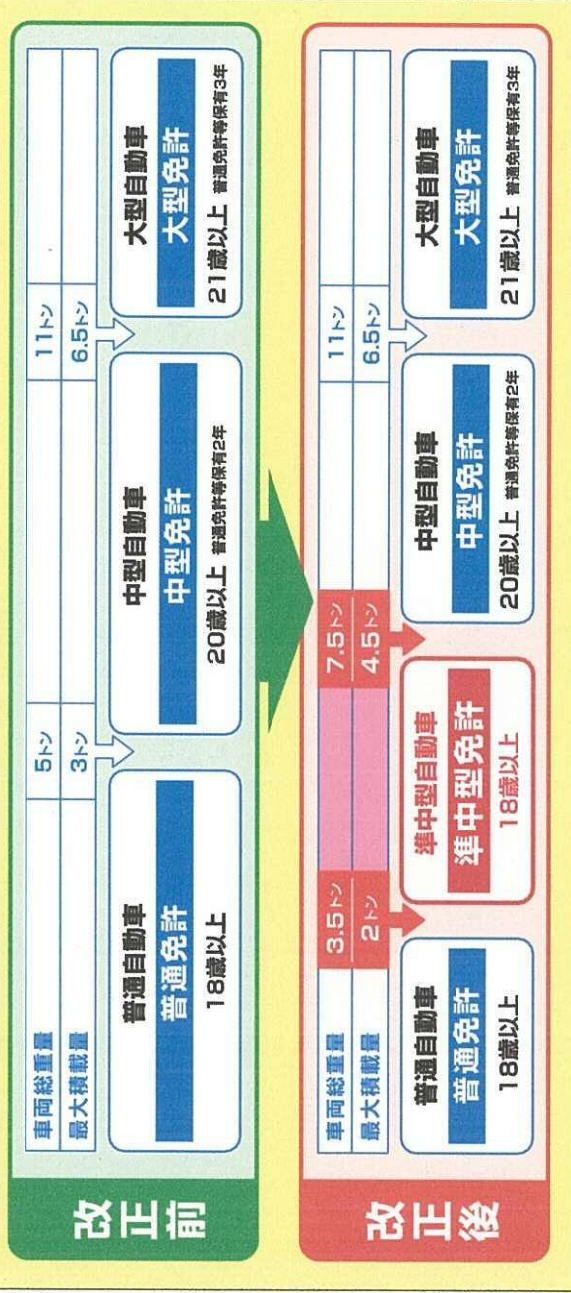 改正前
車両総重量 5トン 11トン
最大積載量 3トン 6.5トン
普通自動車
普通免許
18歳以上
中型自動車
中型免許
20歳以上 普通免許等保有2年
大型自動車
大型免許
21歳以上 普通免許等保有3年
改正後
車両総重量 3.5トン 7.5トン 11トン
最大積載量 2トン 4.5トン 6.5トン
普通自動車
普通免許
18歳以上
準中型自動車
準中型免許
18歳以上
中型自動車
中型免許
20歳以上 普通免許等保有2年
大型自動車
大型免許
21歳以上 普通免許等保有3年